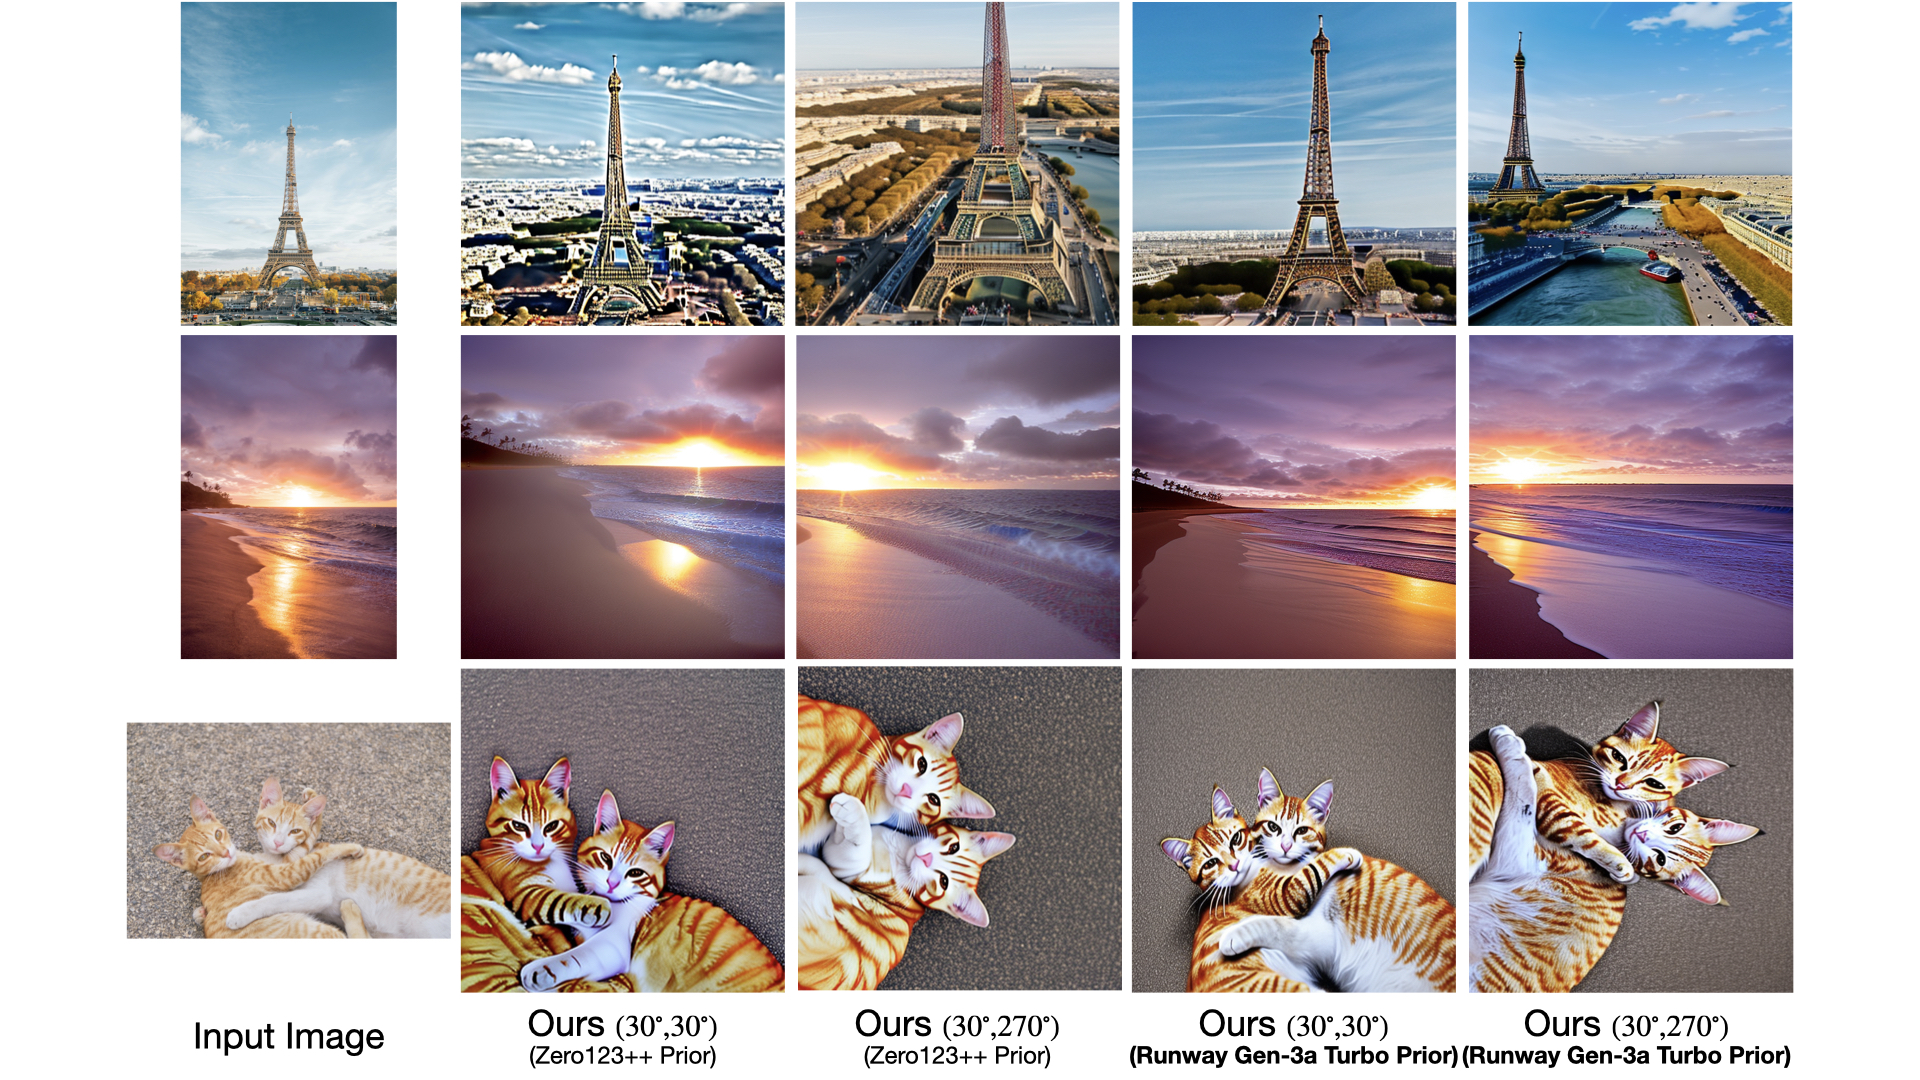 Input Image
Ours (30°,30°)
(Zero123++ Prior)
Ours (30°,270°)
(Zero123++ Prior)
Ours (30°,30°)
(Runway Gen-3a Turbo Prior)
Ours (30°,270°)
(Runway Gen-3a Turbo Prior)